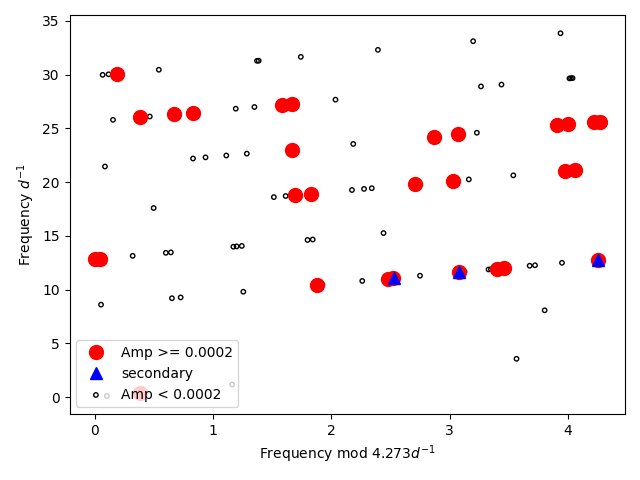 35
30
25
20
15
10
5
0
Frequency d⁻¹
Amp >= 0.0002
secondary
Amp < 0.0002
0 1 2 3 4
Frequency mod 4.273d⁻¹